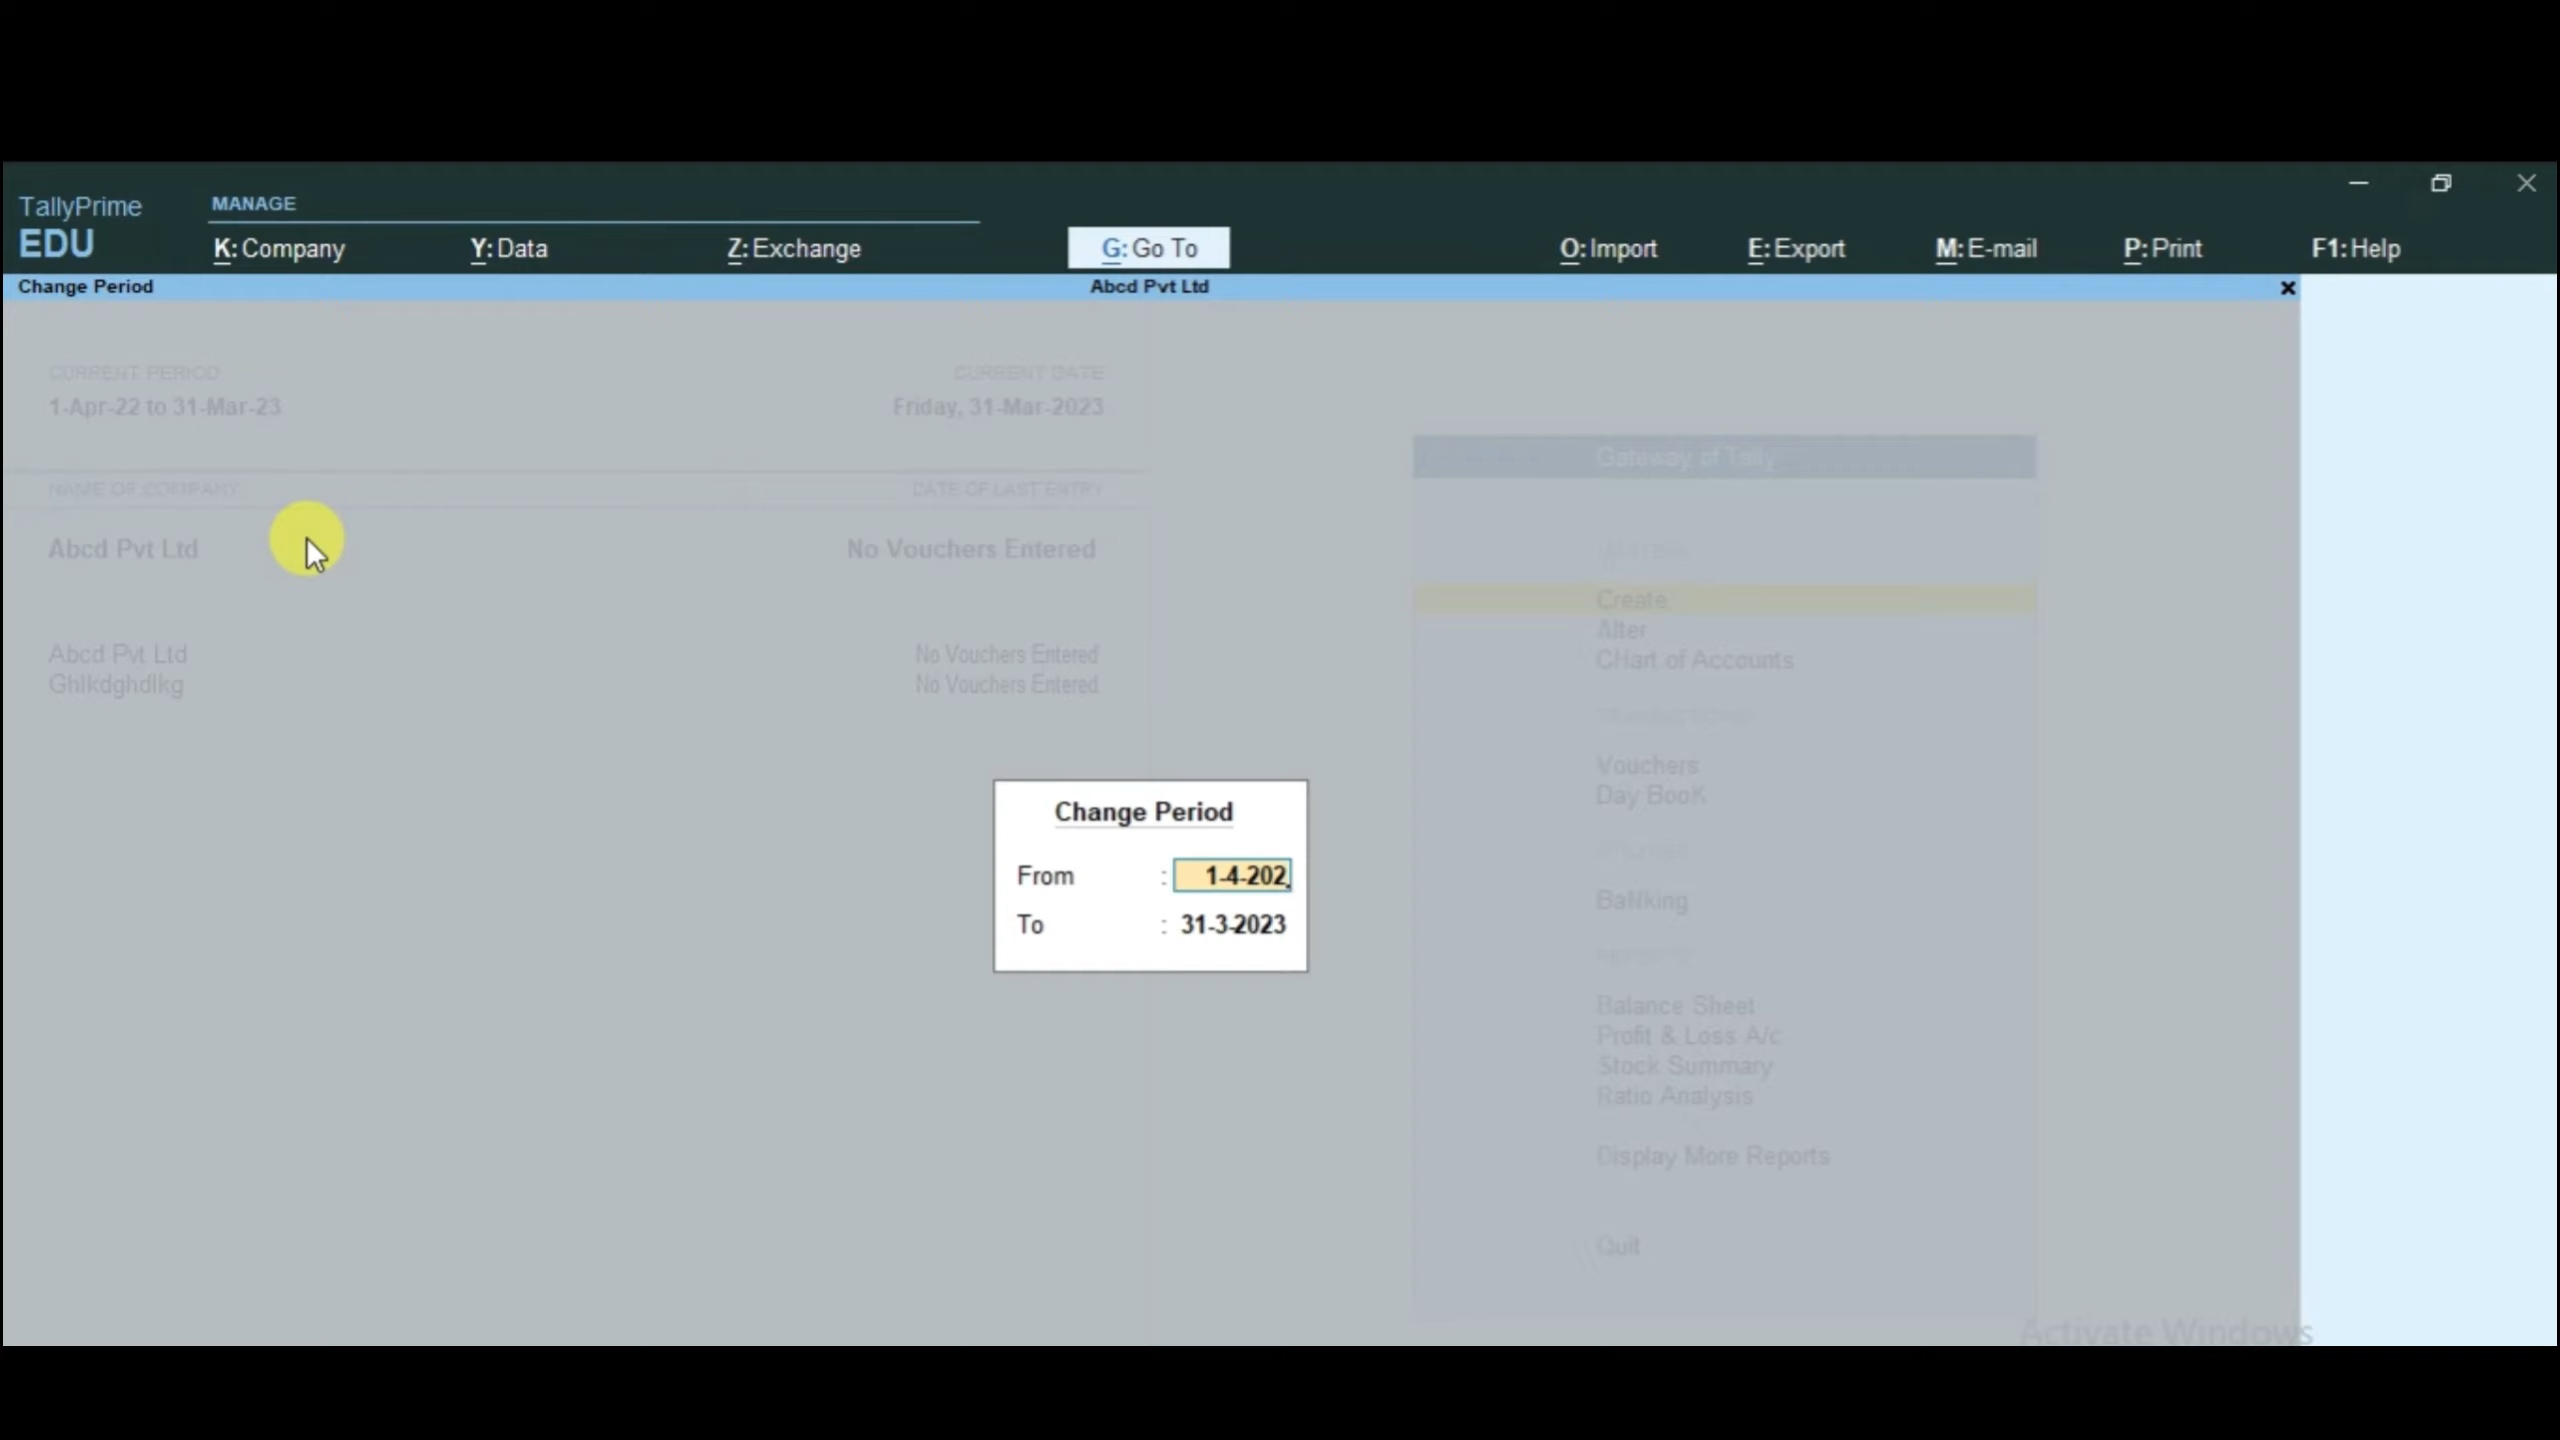 TallyPrime
EDU
MANAGE
K: Company
Y: Data
Z: Exchange
G: Go To
O: Import
E: Export
M: E-mail
P: Print
F1: Help
Change Period
Abcd Pvt Ltd
CURRENT PERIOD
CURRENT DATE
1-Apr-22 to 31-Mar-23
Friday, 31-Mar-2023
NAME OF COMPANY
DATE OF LAST ENTRY
Abcd Pvt Ltd
No Vouchers Entered
Abcd Pvt Ltd
No Vouchers Entered
Ghlkdghdlkg
No Vouchers Entered
Gateway of Tally
Create
Alter
CHart of Accounts
Vouchers
Day BooK
BaNking
Balance Sheet
Profit & Loss A/c
Stock Summary
Ratio Analysis
Display More Reports
Quit
Change Period
From : 1-4-202
To : 31-3-2023
Activate Windows